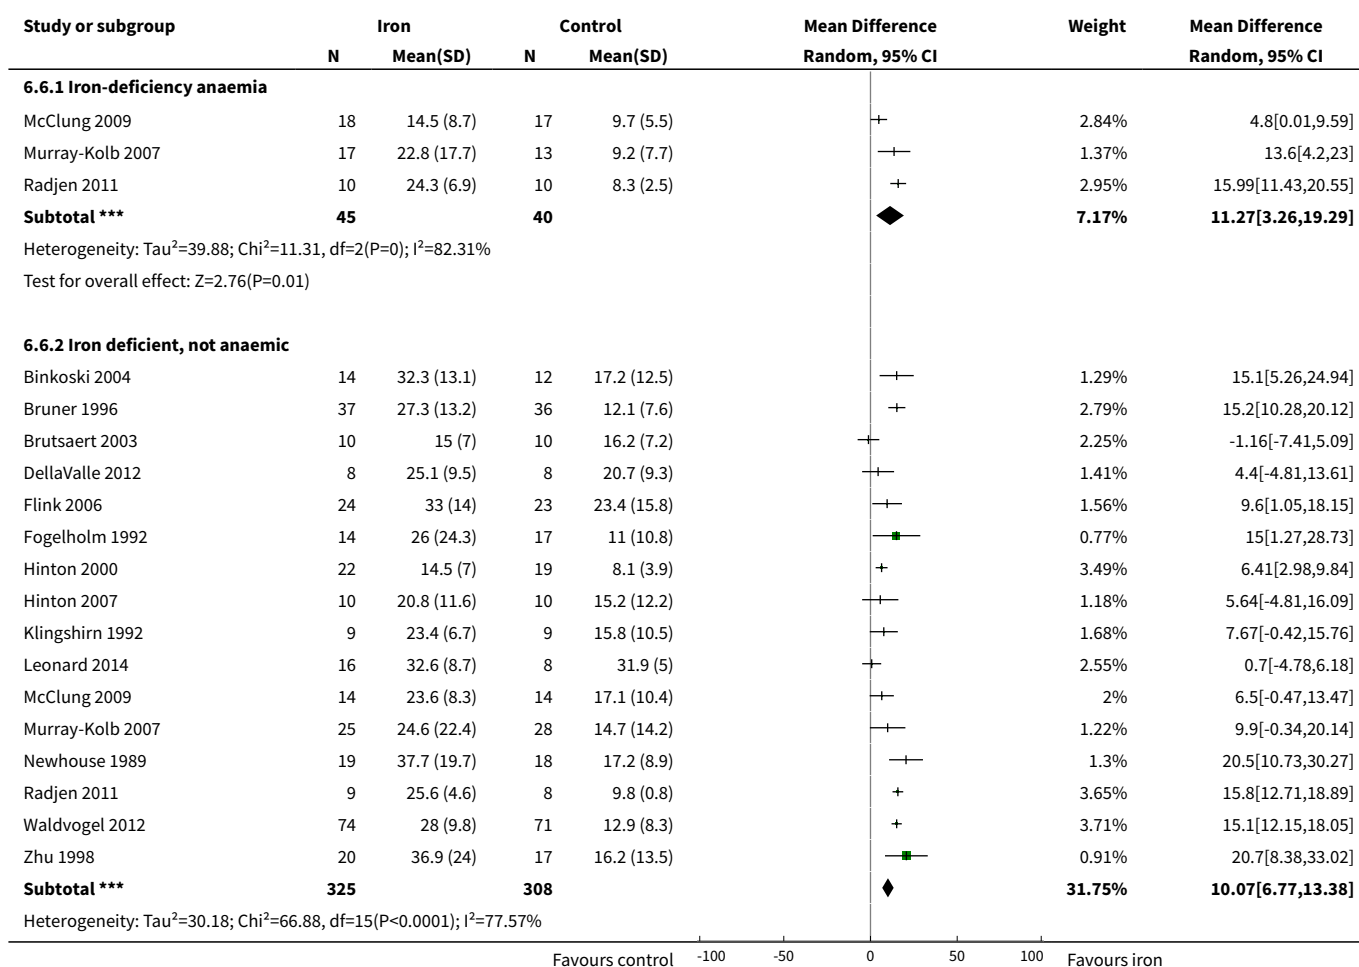 Study or subgroup Iron Control Mean Difference Weight Mean Difference
N Mean(SD) N Mean(SD) Random, 95% CI Random, 95% CI
6.6.1 Iron-deficiency anaemia
McClung 2009 18 14.5 (8.7) 17 9.7 (5.5) 2.84% 4.8[0.01,9.59]
Murray-Kolb 2007 17 22.8 (17.7) 13 9.2 (7.7) 1.37% 13.6[4.2,23]
Radjen 2011 10 24.3 (6.9) 10 8.3 (2.5) 2.95% 15.99[11.43,20.55]
Subtotal *** 45 40 7.17% 11.27[3.26,19.29]
Heterogeneity: Tau²=39.88; Chi²=11.31, df=2(P=0); I²=82.31%
Test for overall effect: Z=2.76(P=0.01)
6.6.2 Iron deficient, not anaemic
Binkoski 2004 14 32.3 (13.1) 12 17.2 (12.5) 1.29% 15.1[5.26,24.94]
Bruner 1996 37 27.3 (13.2) 36 12.1 (7.6) 2.79% 15.2[10.28,20.12]
Brutsaert 2003 10 15 (7) 10 16.2 (7.2) 2.25% -1.16[-7.41,5.09]
DellaValle 2012 8 25.1 (9.5) 8 20.7 (9.3) 1.41% 4.4[-4.81,13.61]
Flink 2006 24 33 (14) 23 23.4 (15.8) 1.56% 9.6[1.05,18.15]
Fogelholm 1992 14 26 (24.3) 17 11 (10.8) 0.77% 15[1.27,28.73]
Hinton 2000 22 14.5 (7) 19 8.1 (3.9) 3.49% 6.41[2.98,9.84]
Hinton 2007 10 20.8 (11.6) 10 15.2 (12.2) 1.18% 5.64[-4.81,16.09]
Klingshirn 1992 9 23.4 (6.7) 9 15.8 (10.5) 1.68% 7.67[-0.42,15.76]
Leonard 2014 16 32.6 (8.7) 8 31.9 (5) 2.55% 0.7[-4.78,6.18]
McClung 2009 14 23.6 (8.3) 14 17.1 (10.4) 2% 6.5[-0.47,13.47]
Murray-Kolb 2007 25 24.6 (22.4) 28 14.7 (14.2) 1.22% 9.9[-0.34,20.14]
Newhouse 1989 19 37.7 (19.7) 18 17.2 (8.9) 1.3% 20.5[10.73,30.27]
Radjen 2011 9 25.6 (4.6) 8 9.8 (0.8) 3.65% 15.8[12.71,18.89]
Waldvogel 2012 74 28 (9.8) 71 12.9 (8.3) 3.71% 15.1[12.15,18.05]
Zhu 1998 20 36.9 (24) 17 16.2 (13.5) 0.91% 20.7[8.38,33.02]
Subtotal *** 325 308 31.75% 10.07[6.77,13.38]
Heterogeneity: Tau²=30.18; Chi²=66.88, df=15(P<0.0001); I²=77.57%
Favours control -100 -50 0 50 100 Favours iron